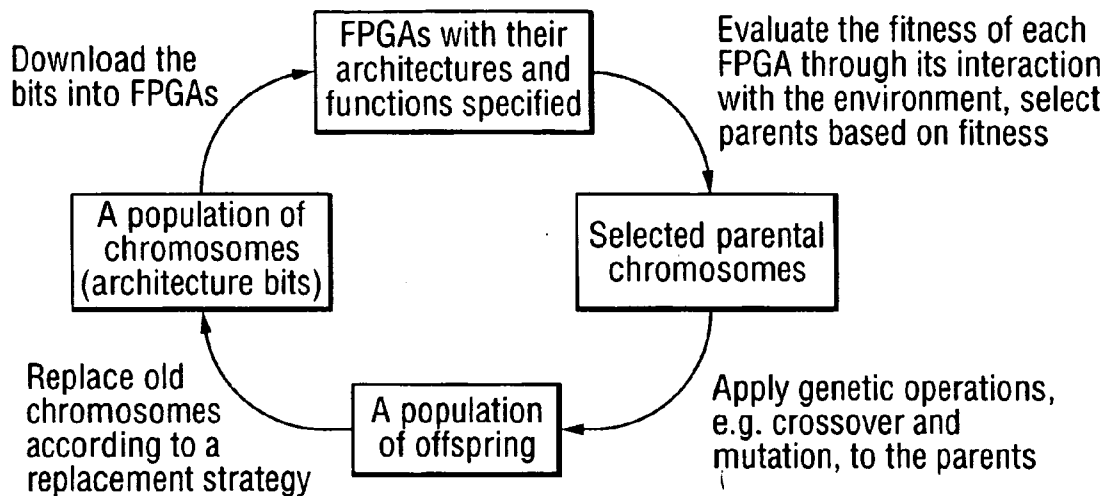 Download the
bits into FPGAs
FPGAs with their
architectures and
functions specified
Evaluate the fitness of each
FPGA through its interaction
with the environment, select
parents based on fitness
A population of
chromosomes
(architecture bits)
Selected parental
chromosomes
Replace old
chromosomes
according to a
replacement strategy
A population
of offspring
Apply genetic operations,
e.g. crossover and
mutation, to the parents